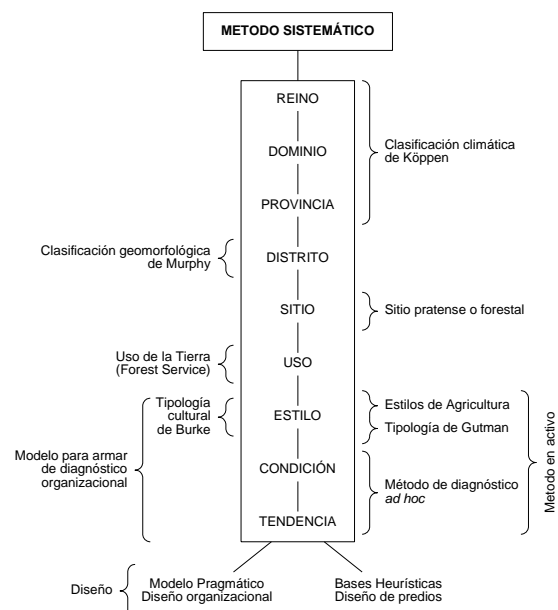 METODO SISTEMÁTICO
REINO
DOMINIO
PROVINCIA
Clasificación climática
de Köppen
Clasificación geomorfológica
de Murphy
DISTRITO
SITIO
Sitio pratense o forestal
Uso de la Tierra
(Forest Service)
USO
Tipología
cultural
de Burke
ESTILO
Estilos de Agricultura
Tipología de Gutman
Modelo para armar
de diagnóstico
organizacional
CONDICIÓN
Método de diagnóstico
ad hoc
TENDENCIA
Metodo en activo
Diseño
Modelo Pragmático
Diseño organizacional
Bases Heurísticas
Diseño de predios